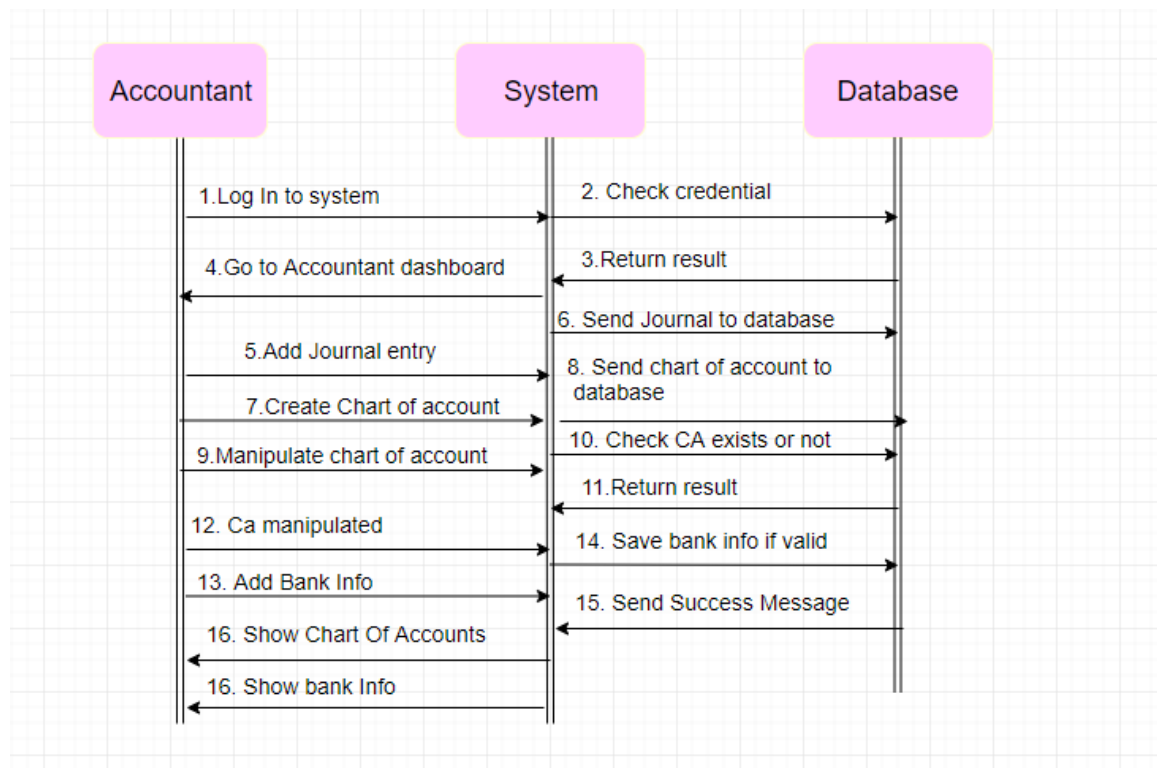 Accountant
System
Database
1.Log In to system
2. Check credential
3.Return result
4.Go to Accountant dashboard
6. Send Journal to database
5.Add Journal entry
8. Send chart of account to
database
7.Create Chart of account
10. Check CA exists or not
9.Manipulate chart of account
11.Return result
12. Ca manipulated
14. Save bank info if valid
13. Add Bank Info
15. Send Success Message
16. Show Chart Of Accounts
16. Show bank Info